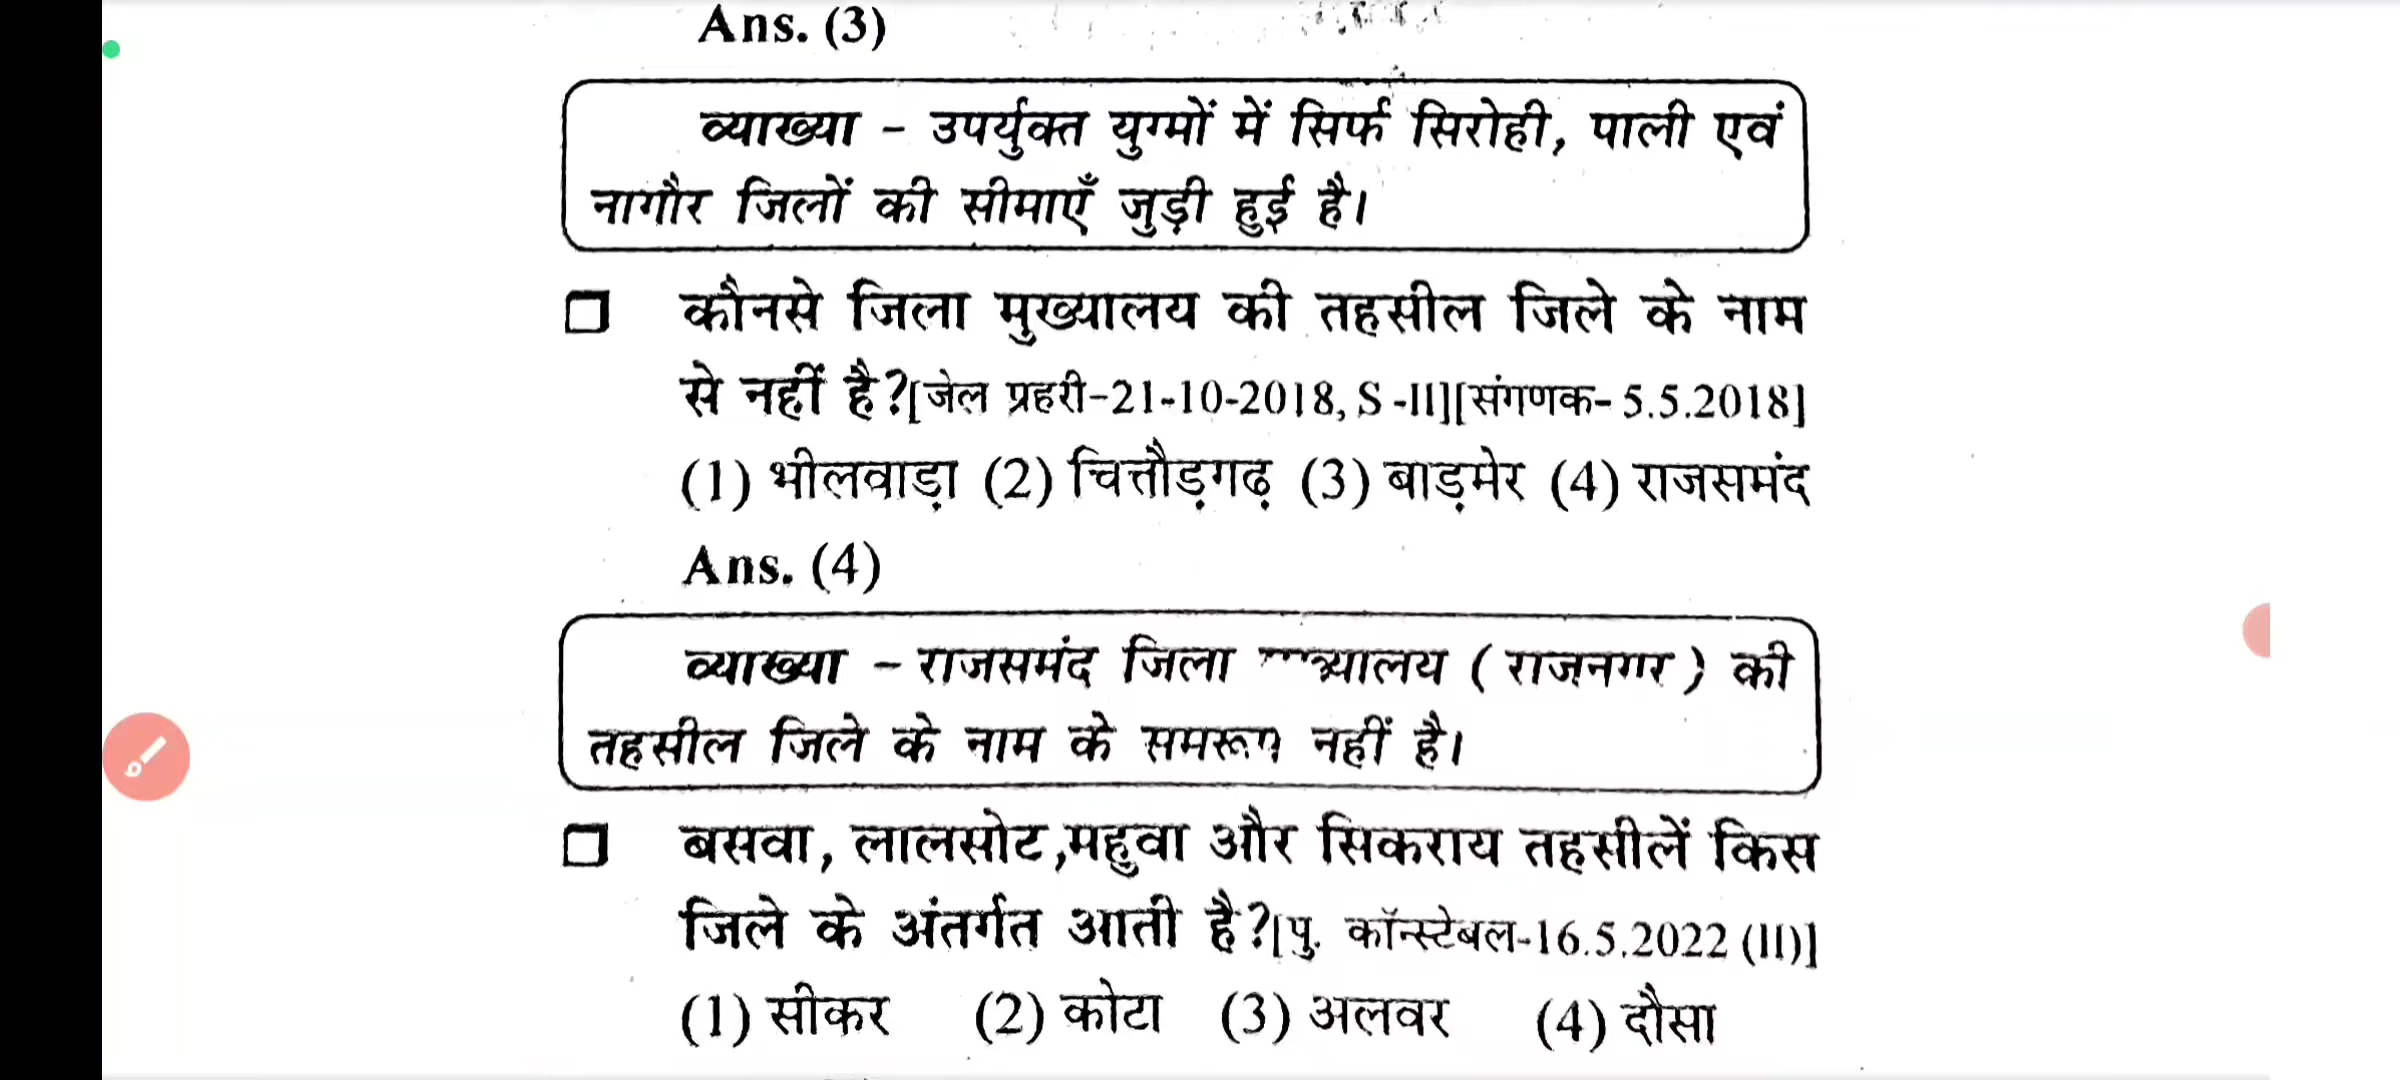 Ans. (3)
व्याख्या - उपर्युक्त युग्मों में सिर्फ सिरोही, पाली एवं
नागौर जिलों की सीमाएँ जुड़ी हुई है।
कौनसे जिला मुख्यालय की तहसील जिले के नाम
से नहीं है?[जेल प्रहरी-21-10-2018, S -II][संगणक- 5.5.2018]
(1) भीलवाड़ा (2) चित्तौड़गढ़ (3) बाड़मेर (4) राजसमंद
Ans. (4)
व्याख्या - राजसमंद जिला (राजनगर) की
तहसील जिले के नाम के समरूप नहीं है।
बसवा, लालसोट,महुवा और सिकराय तहसीलें किस
जिले के अंतर्गत आती है?[पु. कॉन्स्टेबल-16.5.2022 (II)]
(1) सीकर (2) कोटा (3) अलवर (4) दौसा